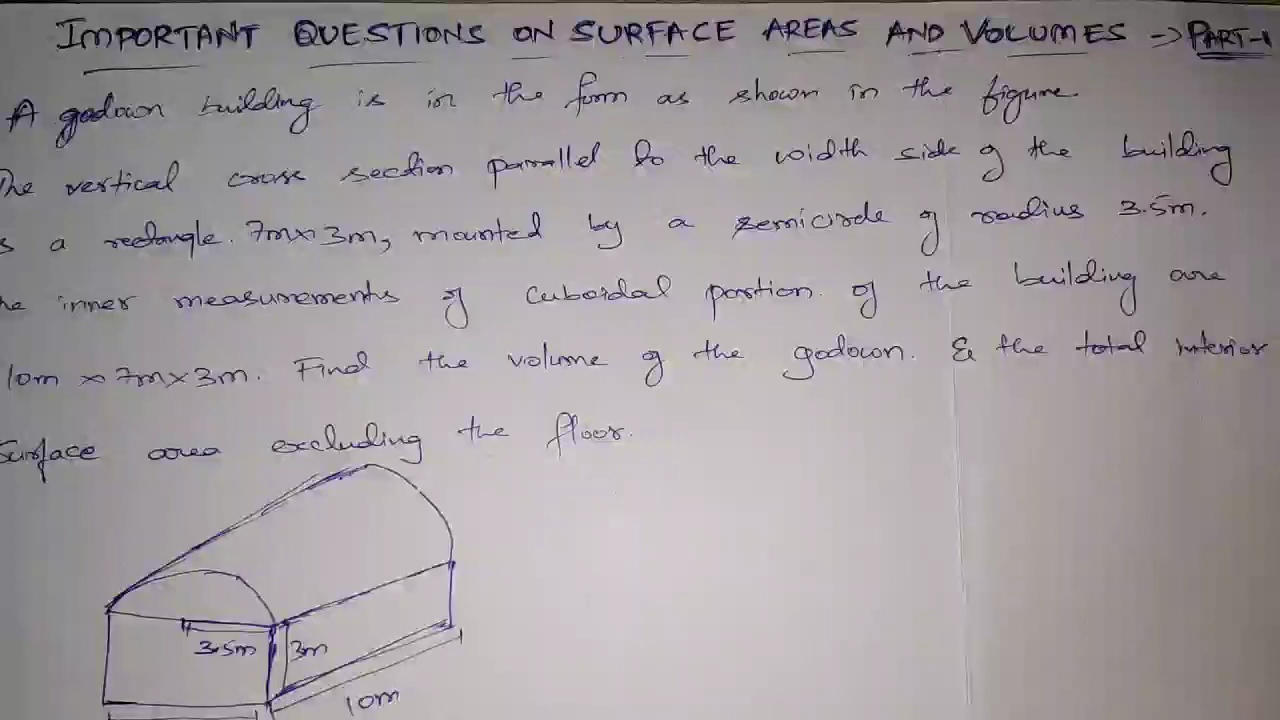 IMPORTANT QUESTIONS ON SURFACE AREAS AND VOLUMES -> PART-1
A godown building is in the form as shown in the figure.
The vertical cross section parallel to the width side of the building
s a rectangle 7m x 3m, mounted by a semicircle of radius 3.5m.
he inner measurements of cuboidal portion of the building are
10m x 7m x 3m. Find the volume of the godown & the total interior
Surface area excluding the floor.
3.5m 3m
10m